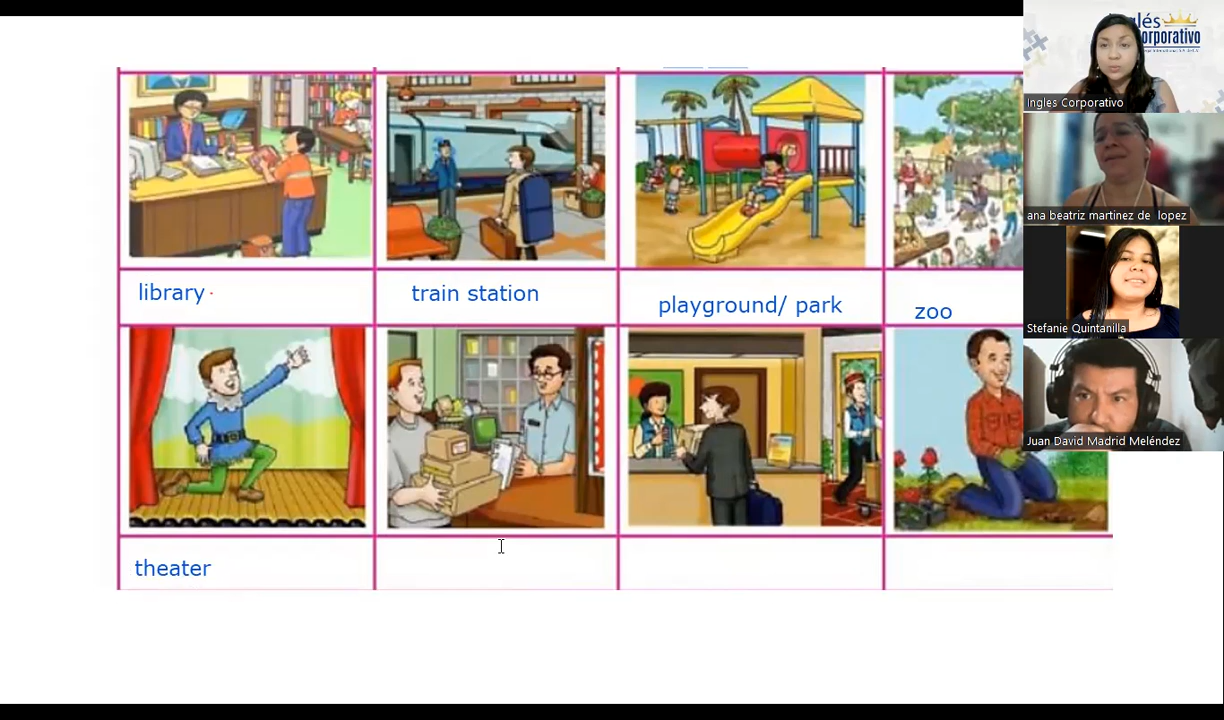 library
train station
playground/ park
zoo
theater
Inglés Corporativo
ana beatriz martinez de lopez
Stefanie Quintanilla
Juan David Madrid Meléndez